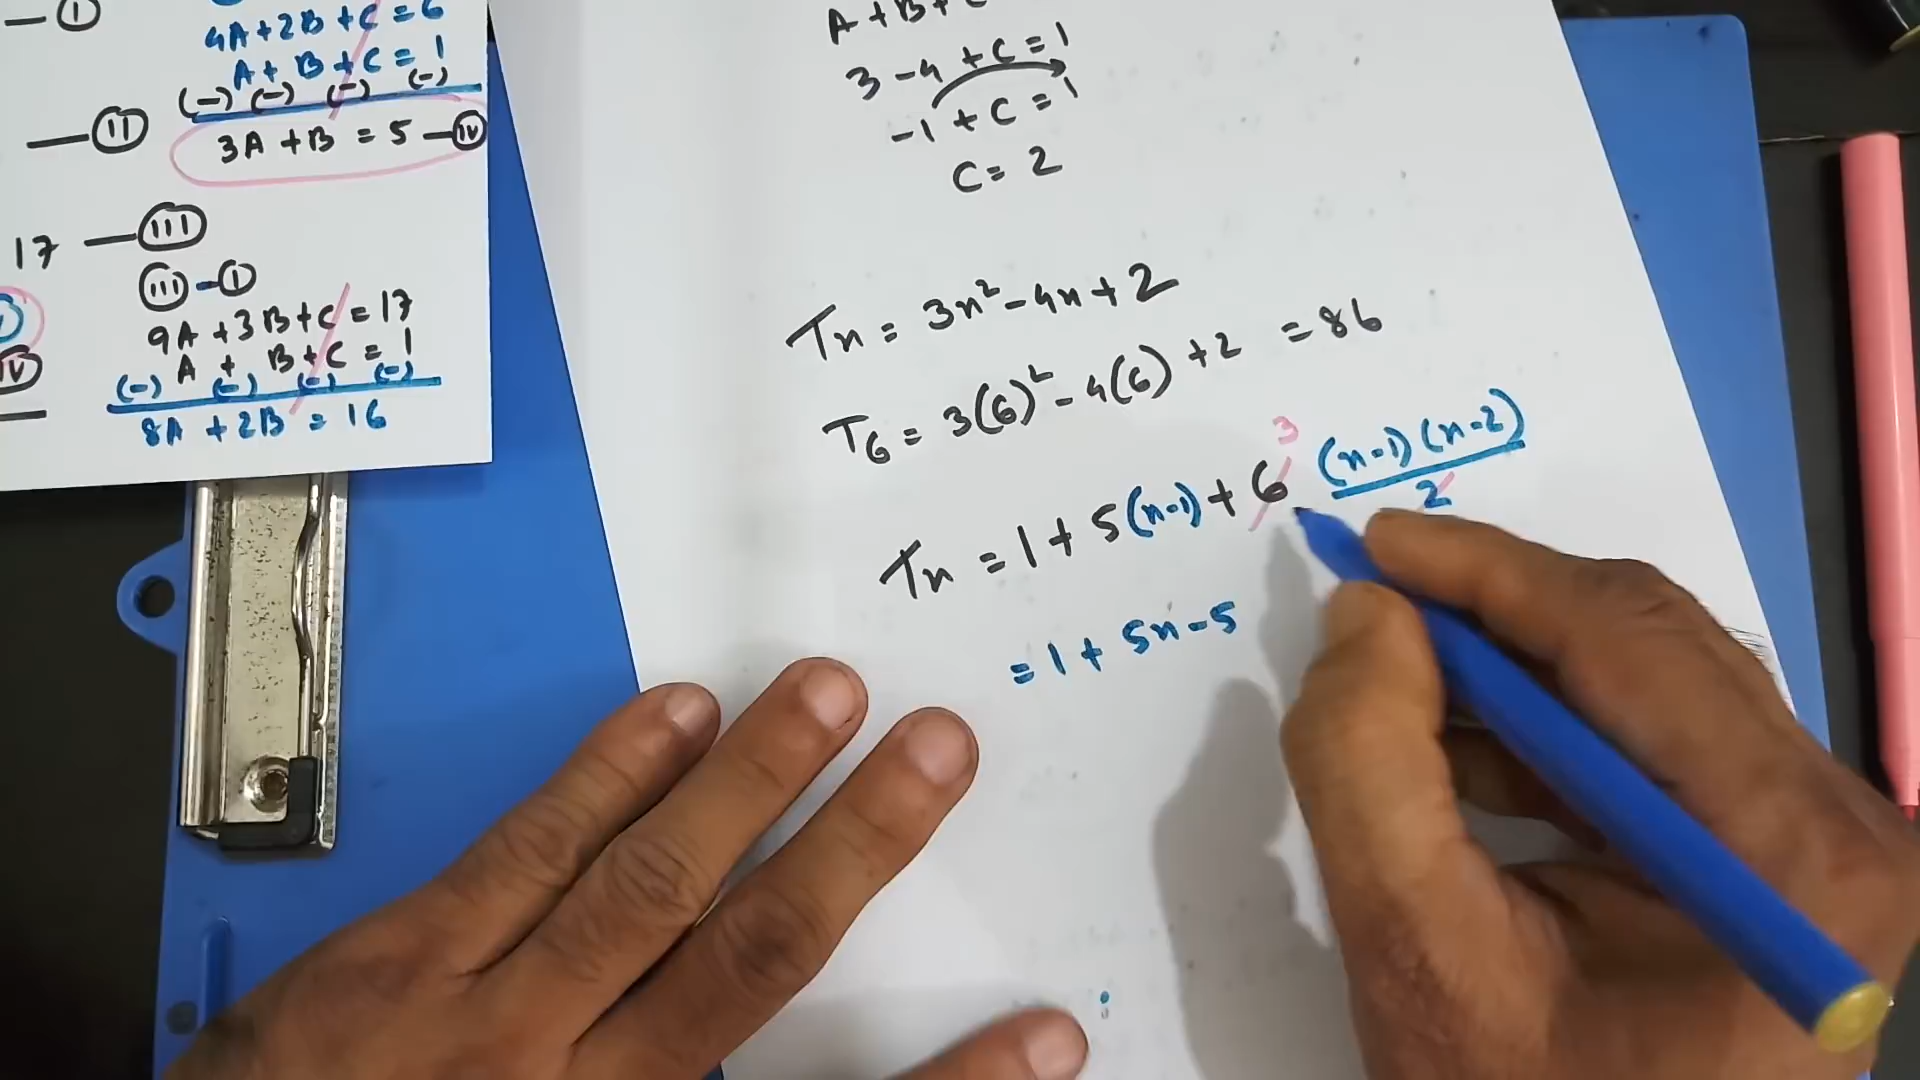 — I
4A + 2B + C = 6
A + B + C = 1
(-) (-) (-) (-)
— II
3A + B = 5 — IV
17 — III
III - I
9A + 3B + C = 17
A + B + C = 1
(-) (-) (-) (-)
8A + 2B = 16
IV
A + B +
3 - 4 + C = 1
-1 + C = 1
C = 2
Tn = 3n² - 4n + 2
T6 = 3(6)² - 4(6) + 2 = 86
3
Tn = 1 + 5(n-1) + 6 (n-1)(n-2)
2
= 1 + 5n - 5